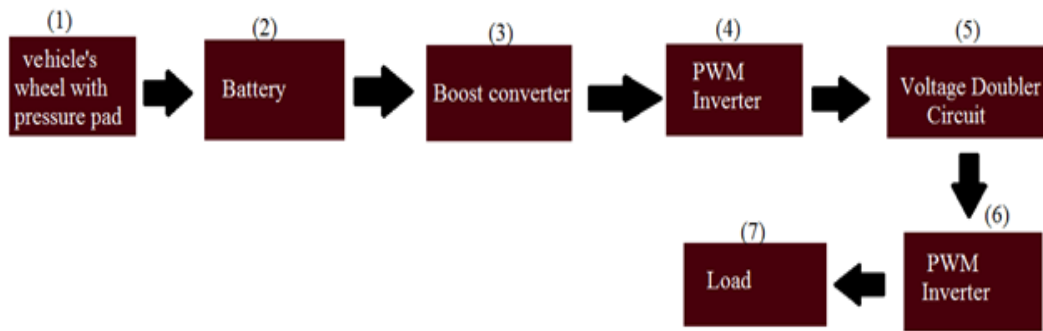 (1)
vehicle's
wheel with
pressure pad
(2)
Battery
(3)
Boost converter
(4)
PWM
Inverter
(5)
Voltage Doubler
Circuit
(6)
PWM
Inverter
(7)
Load